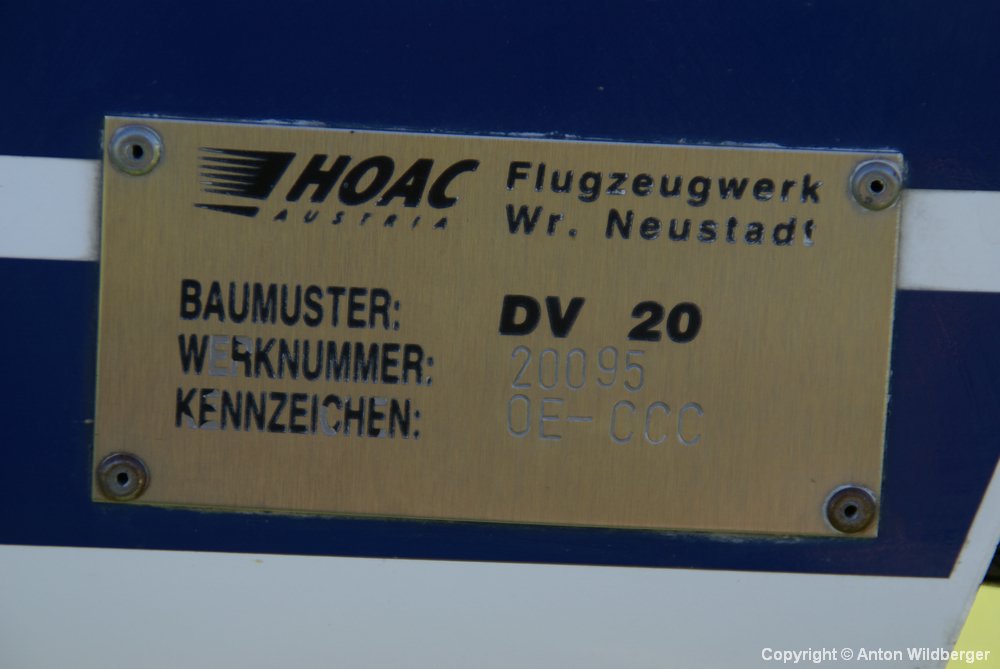 HOAC
AUSTRIA
Flugzeugwerk
Wr. Neustadt
BAUMUSTER: DV 20
WERKNUMMER: 20095
KENNZEICHEN: OE-CCC
Copyright © Anton Wildberger